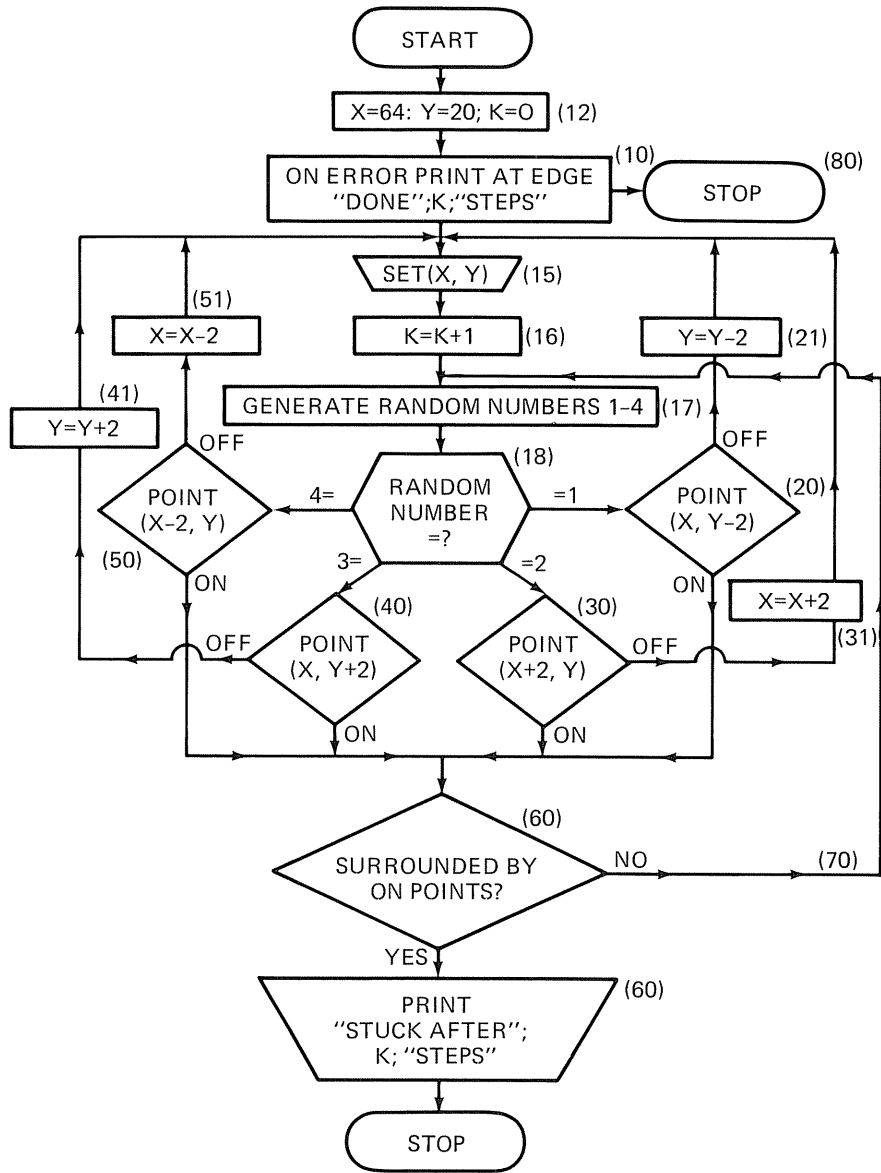 START
X=64: Y=20; K=O (12)
(10)
ON ERROR PRINT AT EDGE
"DONE";K;"STEPS"
(80)
STOP
SET(X, Y) (15)
(51)
X=X–2
K=K+1 (16)
Y=Y–2 (21)
(41)
Y=Y+2
GENERATE RANDOM NUMBERS 1–4 (17)
OFF
(18)
OFF
POINT
(X–2, Y)
(50)
4=
RANDOM
NUMBER
=?
=1
POINT
(X, Y–2)
(20)
ON
3=
=2
ON
X=X+2
(31)
OFF
(40)
POINT
(X, Y+2)
(30)
POINT
(X+2, Y)
OFF
ON
ON
(60)
SURROUNDED BY
ON POINTS?
NO
(70)
YES
(60)
PRINT
"STUCK AFTER";
K; "STEPS"
STOP